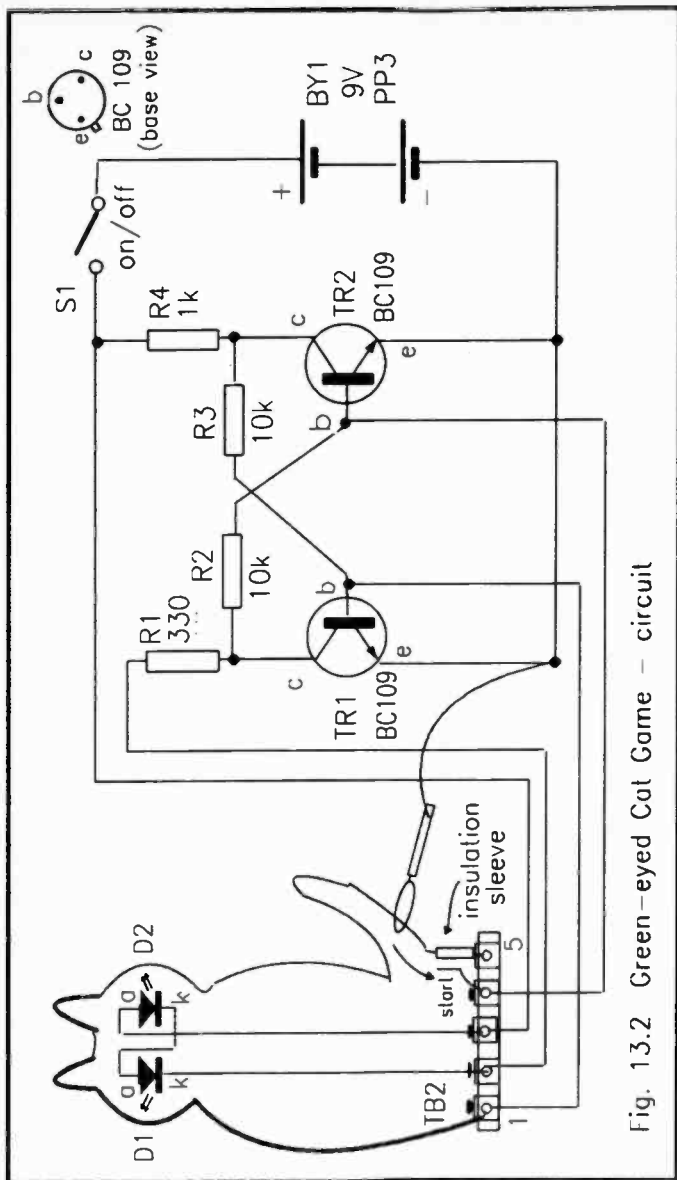 b
e
c
BC 109
(base view)
S1
on/off
BY1
9V
PP3
+
−
R4
1k
R3
10k
c
TR2
BC109
b
e
R1
330
R2
10k
b
c
TR1
BC109
e
D1
D2
a
k
a
k
insulation
sleeve
start
TB2
1
5
Fig. 13.2 Green-eyed Cat Game - circuit